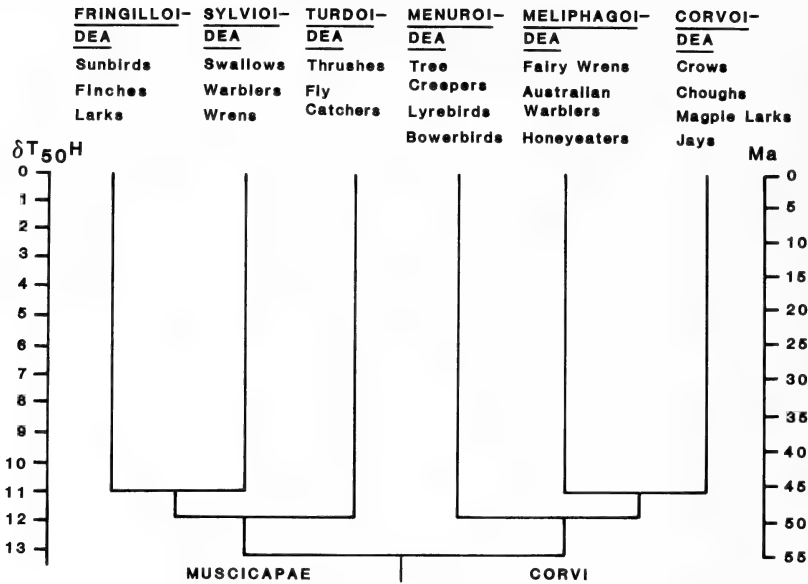 FRINGILLOI-
DEA
Sunbirds
Finches
Larks
SYLVIOI-
DEA
Swallows
Warblers
Wrens
TURDOI-
DEA
Thrushes
Fly
Catchers
MENUROI-
DEA
Tree
Creepers
Lyrebirds
Bowerbirds
MELIPHAGOI-
DEA
Fairy Wrens
Australian
Warblers
Honeyeaters
CORVOI-
DEA
Crows
Choughs
Magpie Larks
Jays
δT50H
0
1
2
3
4
5
6
7
8
9
10
11
12
13
Ma
0
5
10
15
20
25
30
35
40
45
50
55
MUSCICAPAE
CORVI